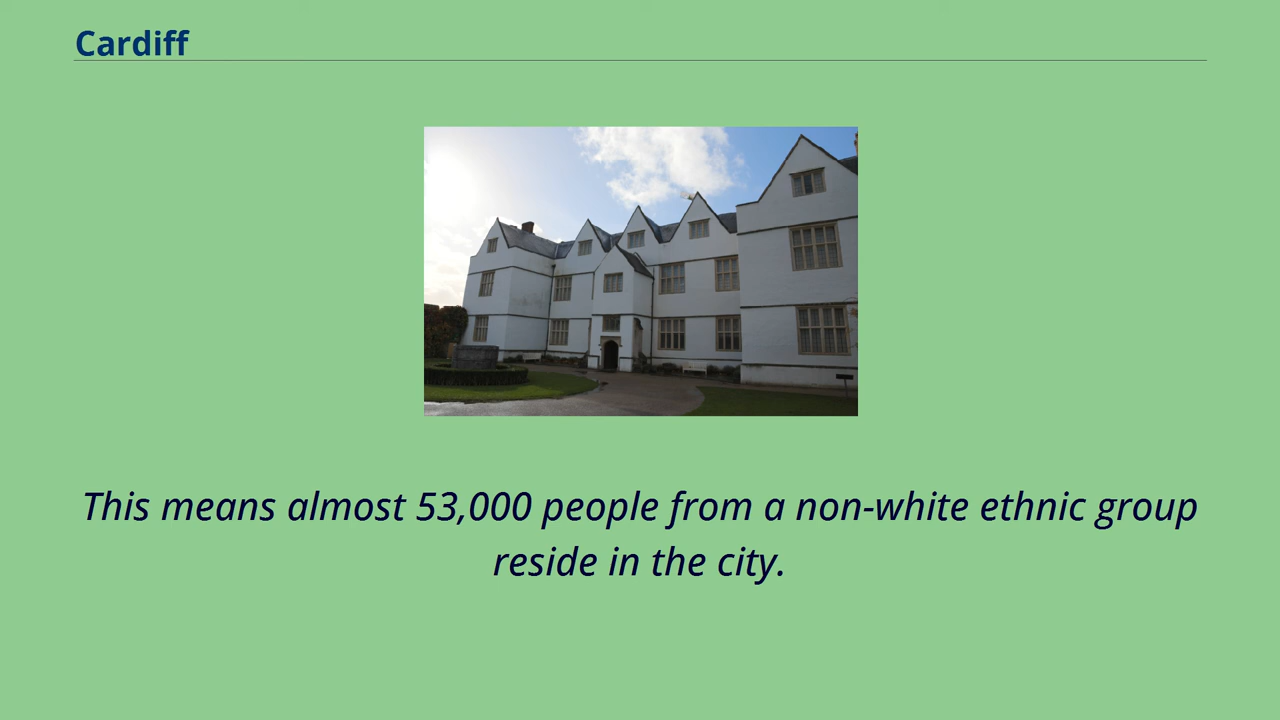 Cardiff
This means almost 53,000 people from a non-white ethnic group
reside in the city.